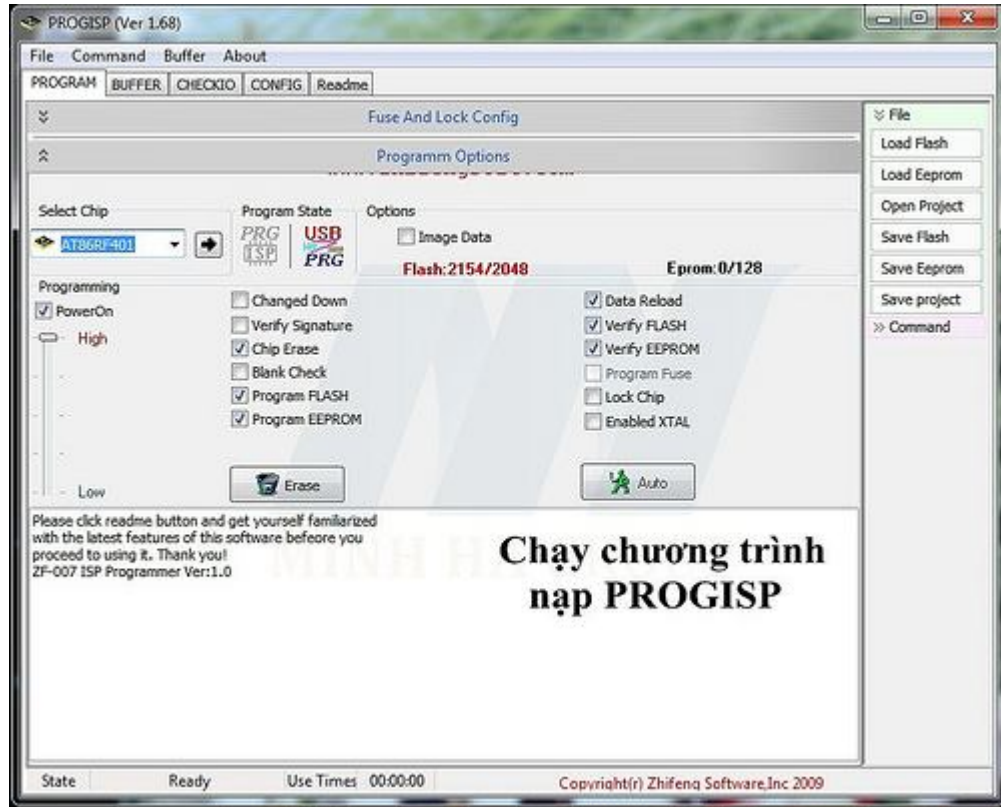 PROGISP (Ver 1.68)
File Command Buffer About
PROGRAM BUFFER CHECKIO CONFIG Readme
Fuse And Lock Config
Programm Options
Select Chip
AT86RF401
Program State
PRG ISP
USB PRG
Options
Image Data
Flash:2154/2048
Eprom:0/128
Programming
PowerOn
High
Low
Changed Down
Verify Signature
Chip Erase
Blank Check
Program FLASH
Program EEPROM
Data Reload
Verify FLASH
Verify EEPROM
Program Fuse
Lock Chip
Enabled XTAL
Erase
Auto
File
Load Flash
Load Eeprom
Open Project
Save Flash
Save Eeprom
Save project
Command
Please click readme button and get yourself familiarized
with the latest features of this software befeore you
proceed to using it. Thank you!
ZF-007 ISP Programmer Ver:1.0
Chạy chương trình
nạp PROGISP
MINH H
State Ready Use Times 00:00:00 Copyright(r) Zhifeng Software,Inc 2009